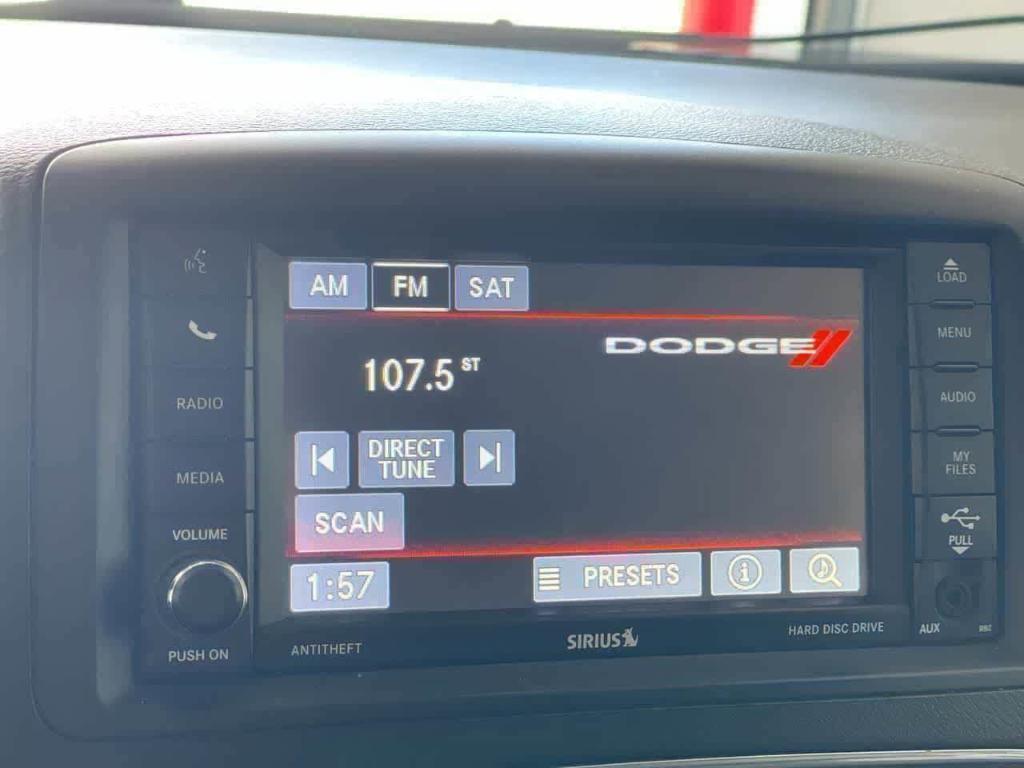 AM FM SAT
LOAD
DODGE
MENU
107.5 ST
RADIO
AUDIO
DIRECT
TUNE
MY
FILES
MEDIA
SCAN
VOLUME
PULL
1:57
PRESETS
PUSH ON
ANTITHEFT
SIRIUS
HARD DISC DRIVE
AUX